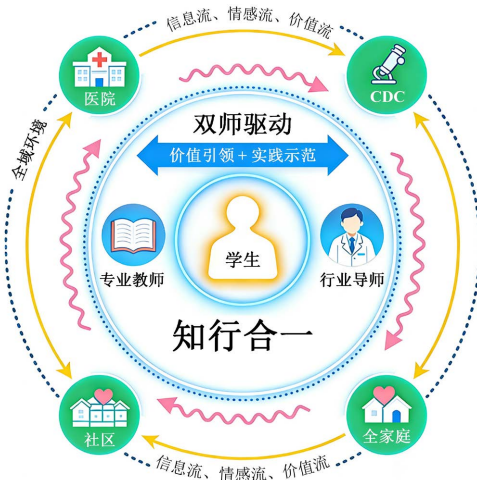 信息流、情感流、价值流
医院
CDC
全域环境
双师驱动
价值引领+实践示范
学生
专业教师
行业导师
知行合一
社区
全家庭
信息流、情感流、价值流